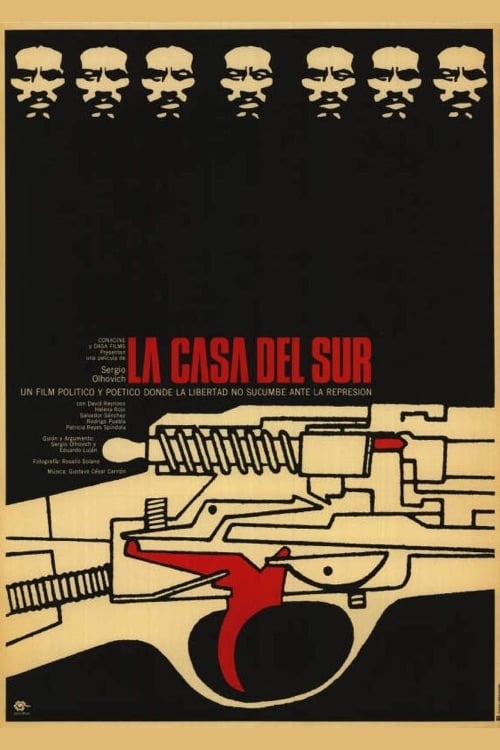 CONACINE
y DASA FILMS
Presentan
una película de
Sergio
Olhovich
LA CASA DEL SUR
UN FILM POLITICO Y POETICO DONDE LA LIBERTAD NO SUCUMBE ANTE LA REPRESION
con David Reynoso
Helena Rojo
Salvador Sánchez
Rodrigo Puebla
Patricia Reyes Spíndola
Guión y Argumento:
Sergio Olhovich y
Eduardo Luján
Fotografía: Rosalío Solano
Música: Gustavo César Carrión